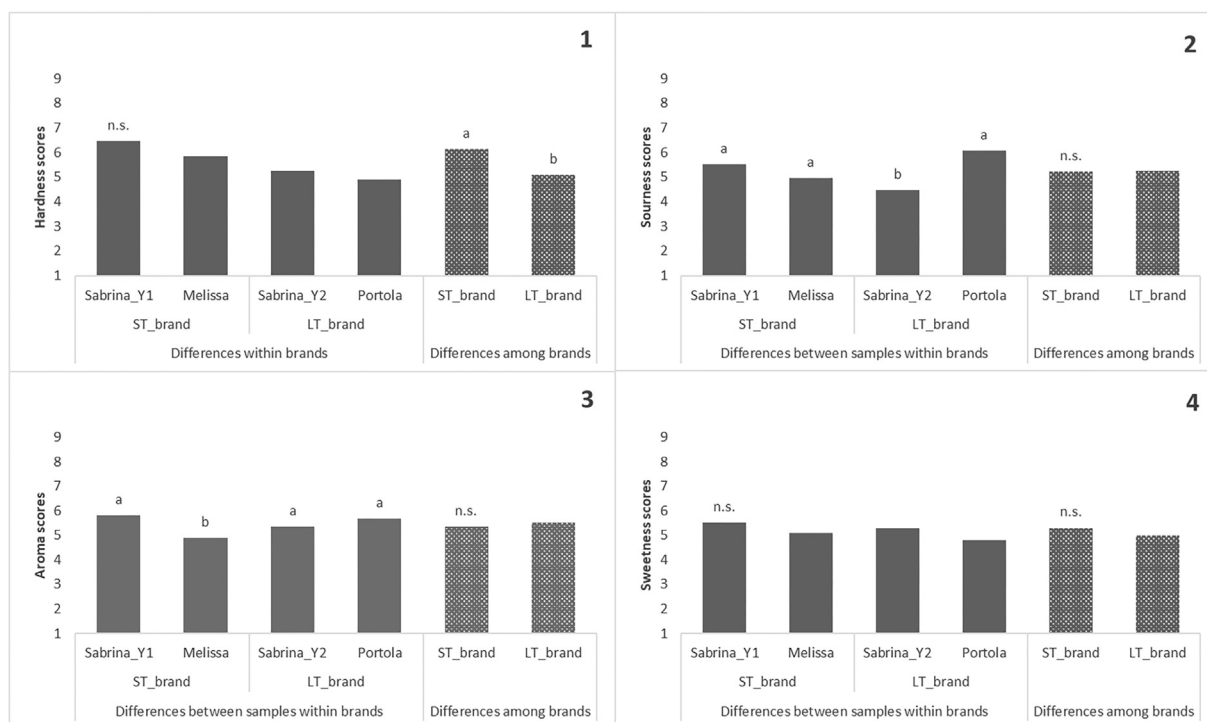 1
Hardness scores
9
8
7
6
5
4
3
2
1
n.s.
a
b
Sabrina_Y1 Melissa Sabrina_Y2 Portola ST_brand LT_brand
ST_brand LT_brand
Differences within brands Differences among brands
2
Sourness scores
9
8
7
6
5
4
3
2
1
a
a
b
a
n.s.
Sabrina_Y1 Melissa Sabrina_Y2 Portola ST_brand LT_brand
ST_brand LT_brand
Differences between samples within brands Differences among brands
3
Aroma scores
9
8
7
6
5
4
3
2
1
a
b
a
a
n.s.
Sabrina_Y1 Melissa Sabrina_Y2 Portola ST_brand LT_brand
ST_brand LT_brand
Differences between samples within brands Differences among brands
4
Sweetness scores
9
8
7
6
5
4
3
2
1
n.s.
n.s.
Sabrina_Y1 Melissa Sabrina_Y2 Portola ST_brand LT_brand
ST_brand LT_brand
Differences between samples within brands Differences among brands